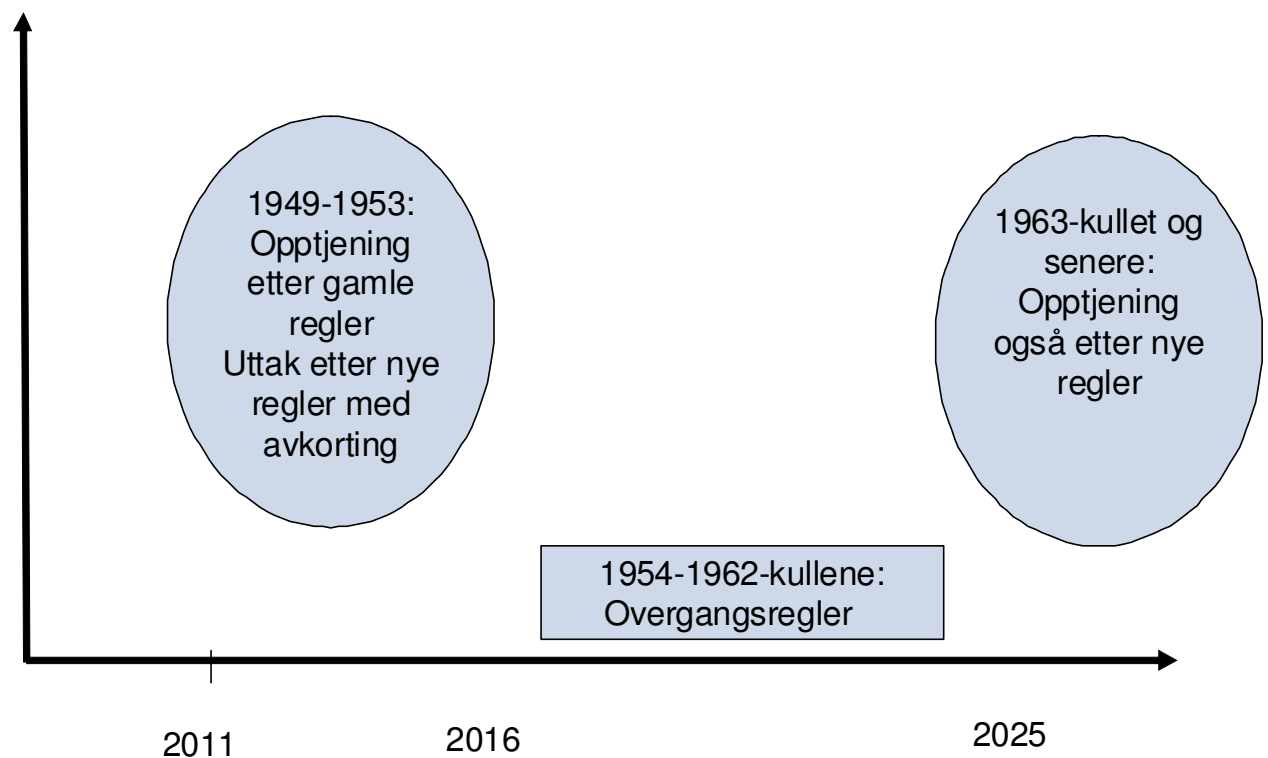 1949-1953:
Opptjening
etter gamle
regler
Uttak etter nye
regler med
avkorting
1963-kullet og
senere:
Opptjening
også etter nye
regler
1954-1962-kullene:
Overgangsregler
2011
2016
2025